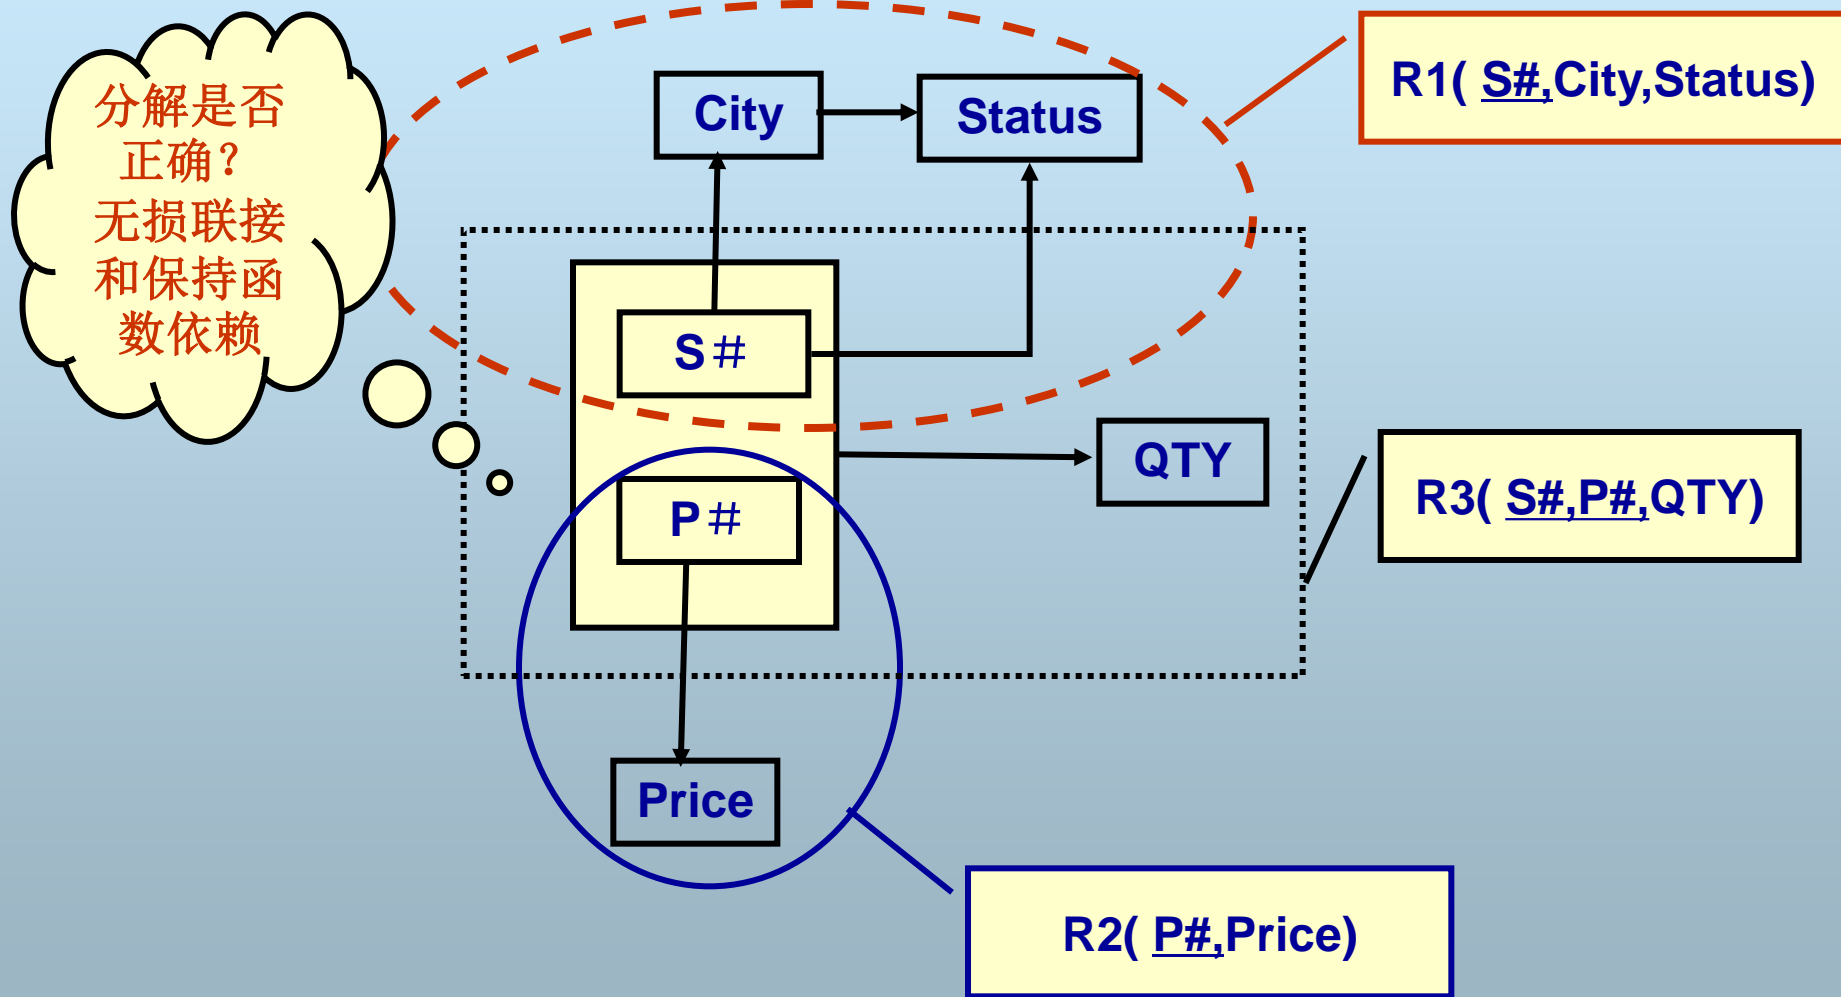 分解是否
正确？
无损联接
和保持函
数依赖
City
Status
R1( S#,City,Status)
S＃
QTY
P＃
R3( S#,P#,QTY)
Price
R2( P#,Price)